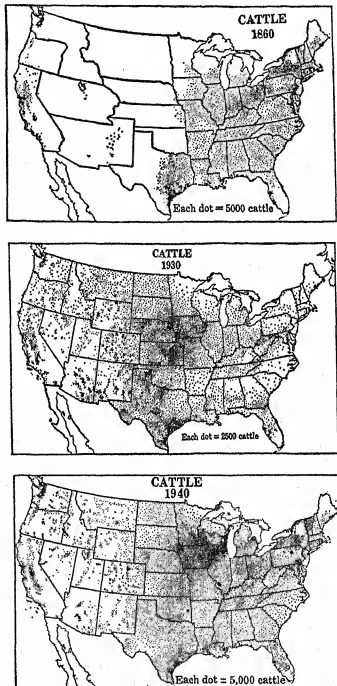 CATTLE
1860
Each dot = 5000 cattle
CATTLE
1930
Each dot = 2500 cattle
CATTLE
1940
Each dot = 5,000 cattle